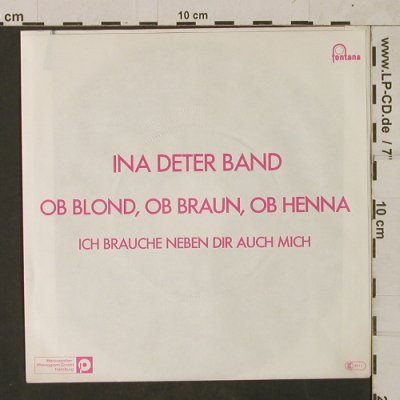 cm
10 cm
fontana
INA DETER BAND
OB BLOND, OB BRAUN, OB HENNA
ICH BRAUCHE NEBEN DIR AUCH MICH
www.LP-CD.de / 7"
10 cm